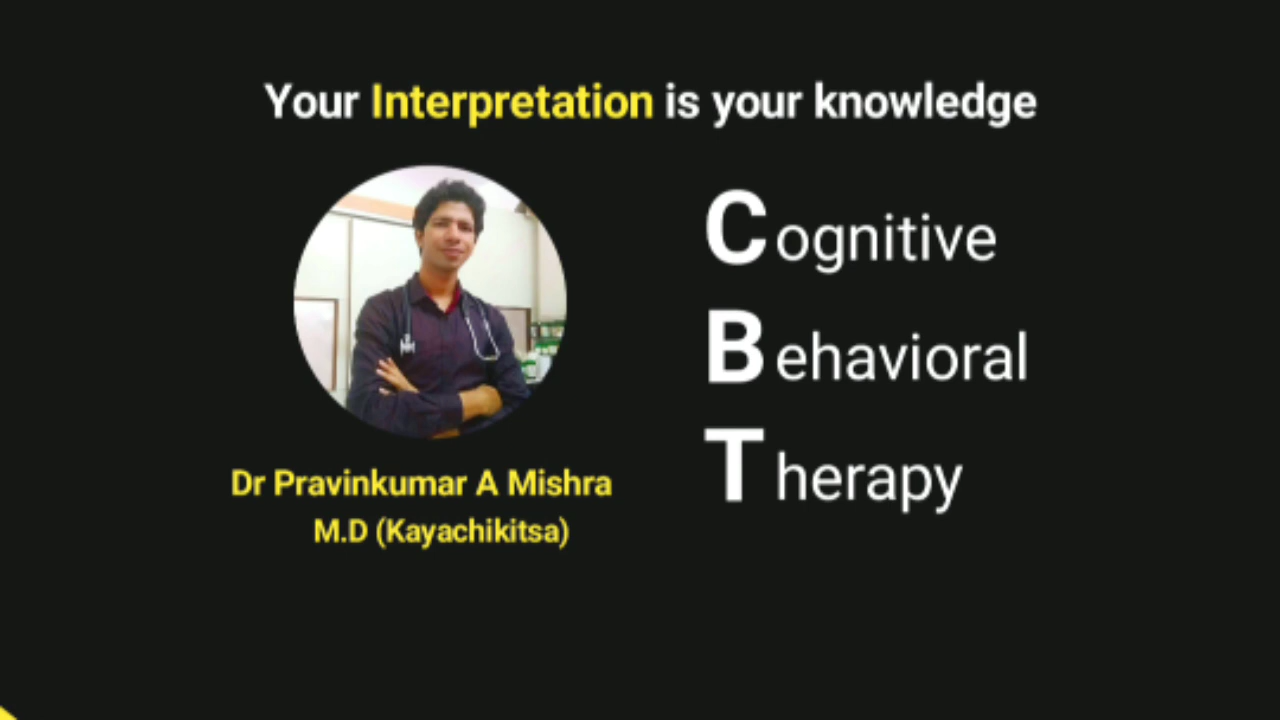 Your Interpretation is your knowledge
Cognitive
Behavioral
Therapy
Dr Pravinkumar A Mishra
M.D (Kayachikitsa)